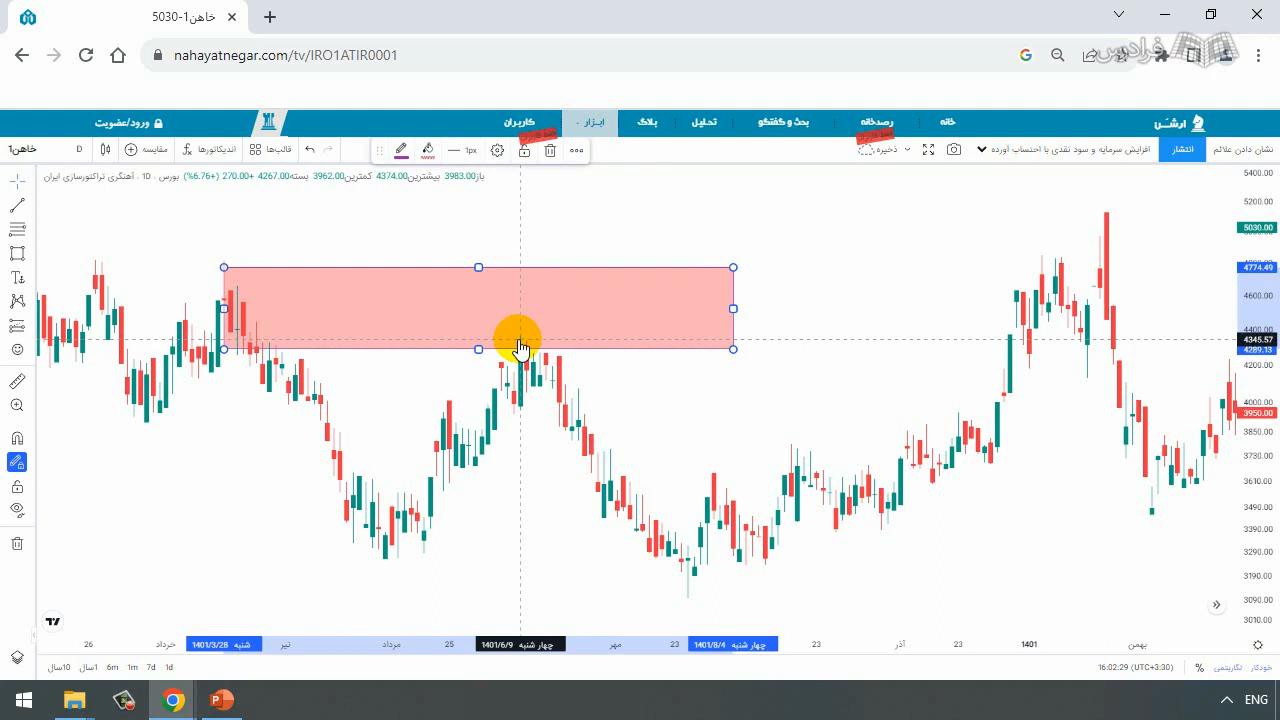 خاهن1-5030
nahayatnegar.com/tv/IRO1ATIR0001
فرادرس
ارشن
خانه
رصدخانه
بحث و گفتگو
تحلیل
بلاگ
ابزار
کاربران
ورود/عضویت
نشان دادن علائم
انتشار
افزایش سرمایه و سود نقدی با احتساب آورده
ذخیره
1px
قالب‌ها
اندیکاتورها
مقایسه
D
خاهن1
آهنگری تراکتورسازی ایران · 1D · بورس
باز3983.00 بیشترین4374.00 کمترین3962.00 بسته4267.00 +270.00 (+6.76%)
5400.00
5200.00
5030.00
4774.49
4600.00
4400.00
4345.57
4289.13
4200.00
4000.00
3950.00
3850.00
3730.00
3610.00
3490.00
3390.00
3290.00
3190.00
3090.00
3010.00
26
خرداد
شنبه 1401/3/28
تیر
مرداد
25
چهار شنبه 1401/6/9
مهر
23
چهار شنبه 1401/8/4
23
آذر
23
1401
بهمن
10سال
1سال
6m
1m
7d
1d
16:02:29 (UTC+3:30)
%
لگاریتمی
خودکار
ENG